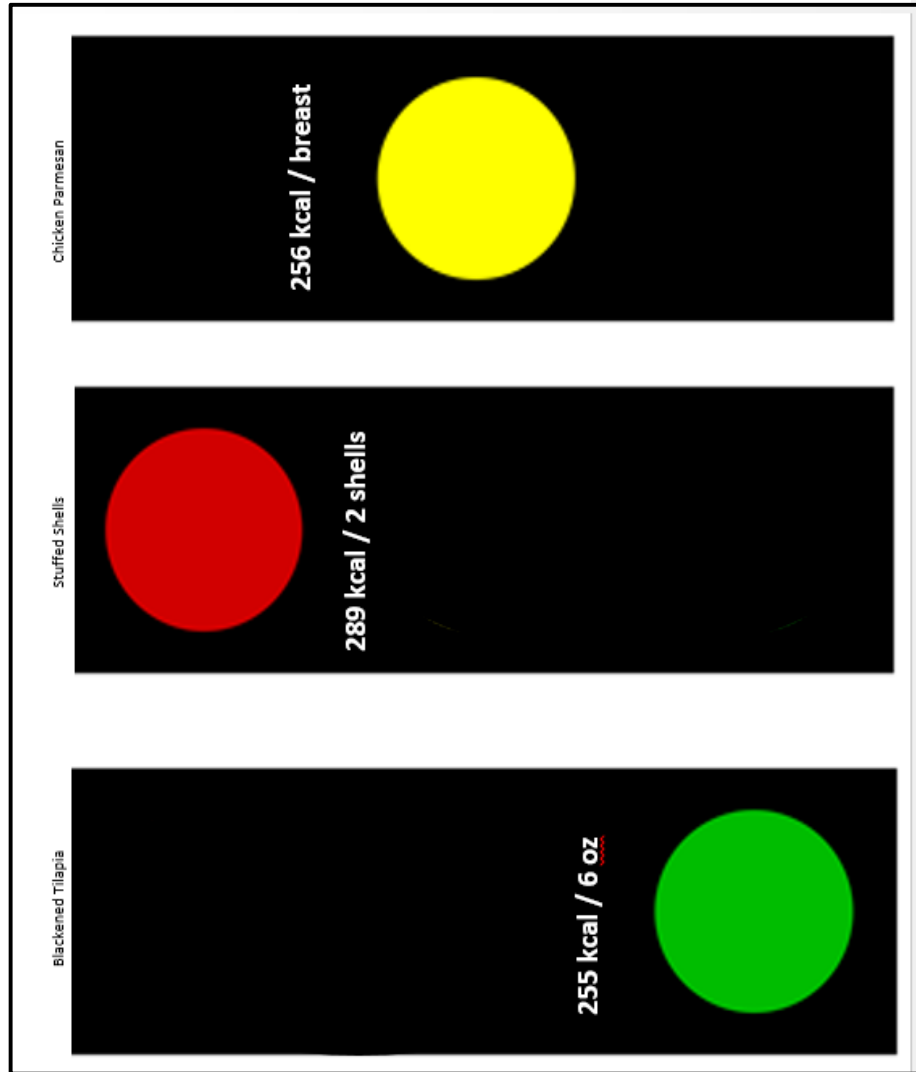 Chicken Parmesan
256 kcal / breast
Stuffed Shells
289 kcal / 2 shells
Blackened Tilapia
255 kcal / 6 oz